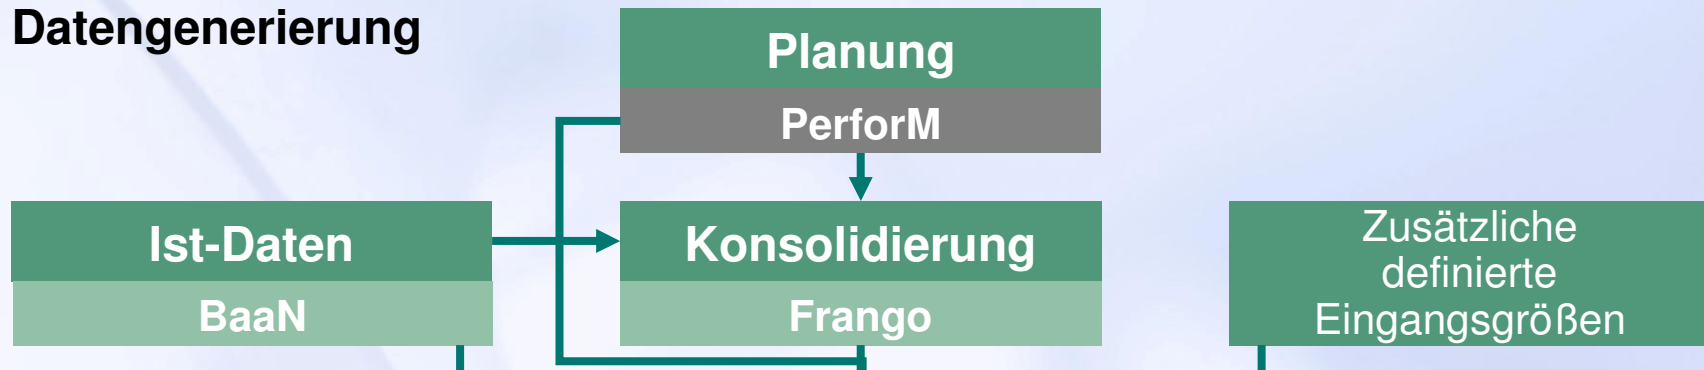 Datengenerierung
Planung
PerforM
Ist-Daten
BaaN
Konsolidierung
Frango
Zusätzliche
definierte
Eingangsgrößen